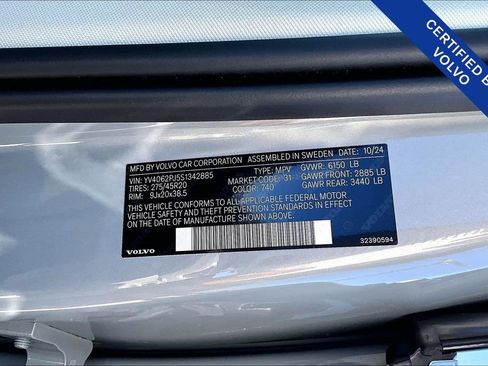 CERTIFIED B
VOLVO
MFD BY VOLVO CAR CORPORATION ASSEMBLED IN SWEDEN 10/24
VIN: YV4062PJ5S1342885 TYPE: MPV GVWR: 6150 LB
TIRES: 275/45R20 MARKET CODE: 31 GAWR FRONT: 2885 LB
RIM: 9Jx20x38.5 COLOR: 740 GAWR REAR: 3440 LB
THIS VEHICLE CONFORMS TO ALL APPLICABLE FEDERAL MOTOR
VEHICLE SAFETY, BUMPER, AND THEFT PREVENTION STANDARDS IN EFFECT
ON THE DATE OF MANUFACTURE SHOWN ABOVE.
VOLVO 32390594